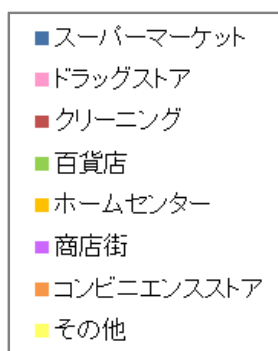 スーパーマーケット
ドラッグストア
クリーニング
百貨店
ホームセンター
商店街
コンビニエンスストア
その他